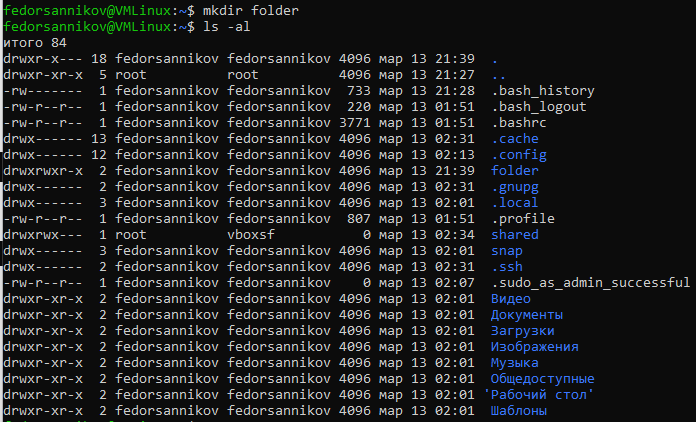 fedorsannikov@VMLinux:~$ mkdir folder
fedorsannikov@VMLinux:~$ ls -al
итого 84
drwxr-x--- 18 fedorsannikov fedorsannikov 4096 мар 13 21:39  .
drwxr-xr-x  5 root          root          4096 мар 13 21:27  ..
-rw-------  1 fedorsannikov fedorsannikov  733 мар 13 21:28  .bash_history
-rw-r--r--  1 fedorsannikov fedorsannikov  220 мар 13 01:51  .bash_logout
-rw-r--r--  1 fedorsannikov fedorsannikov 3771 мар 13 01:51  .bashrc
drwx------ 13 fedorsannikov fedorsannikov 4096 мар 13 02:31  .cache
drwx------ 12 fedorsannikov fedorsannikov 4096 мар 13 02:13  .config
drwxrwxr-x  2 fedorsannikov fedorsannikov 4096 мар 13 21:39  folder
drwx------  2 fedorsannikov fedorsannikov 4096 мар 13 02:31  .gnupg
drwx------  3 fedorsannikov fedorsannikov 4096 мар 13 02:01  .local
-rw-r--r--  1 fedorsannikov fedorsannikov  807 мар 13 01:51  .profile
drwxrwx---  1 root          vboxsf           0 мар 13 02:34  shared
drwx------  3 fedorsannikov fedorsannikov 4096 мар 13 02:01  snap
drwx------  2 fedorsannikov fedorsannikov 4096 мар 13 02:31  .ssh
-rw-r--r--  1 fedorsannikov fedorsannikov    0 мар 13 02:07  .sudo_as_admin_successful
drwxr-xr-x  2 fedorsannikov fedorsannikov 4096 мар 13 02:01  Видео
drwxr-xr-x  2 fedorsannikov fedorsannikov 4096 мар 13 02:01  Документы
drwxr-xr-x  2 fedorsannikov fedorsannikov 4096 мар 13 02:01  Загрузки
drwxr-xr-x  2 fedorsannikov fedorsannikov 4096 мар 13 02:01  Изображения
drwxr-xr-x  2 fedorsannikov fedorsannikov 4096 мар 13 02:01  Музыка
drwxr-xr-x  2 fedorsannikov fedorsannikov 4096 мар 13 02:01  Общедоступные
drwxr-xr-x  2 fedorsannikov fedorsannikov 4096 мар 13 02:01 'Рабочий стол'
drwxr-xr-x  2 fedorsannikov fedorsannikov 4096 мар 13 02:01  Шаблоны